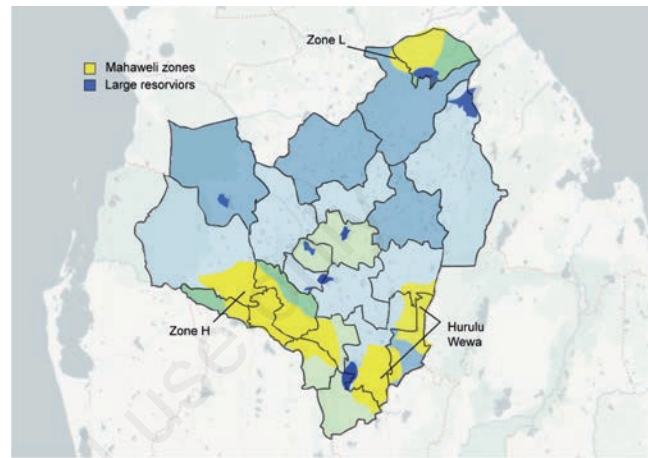 Zone L
Mahaweli zones
Large resorviors
Zone H
Hurulu
Wewa